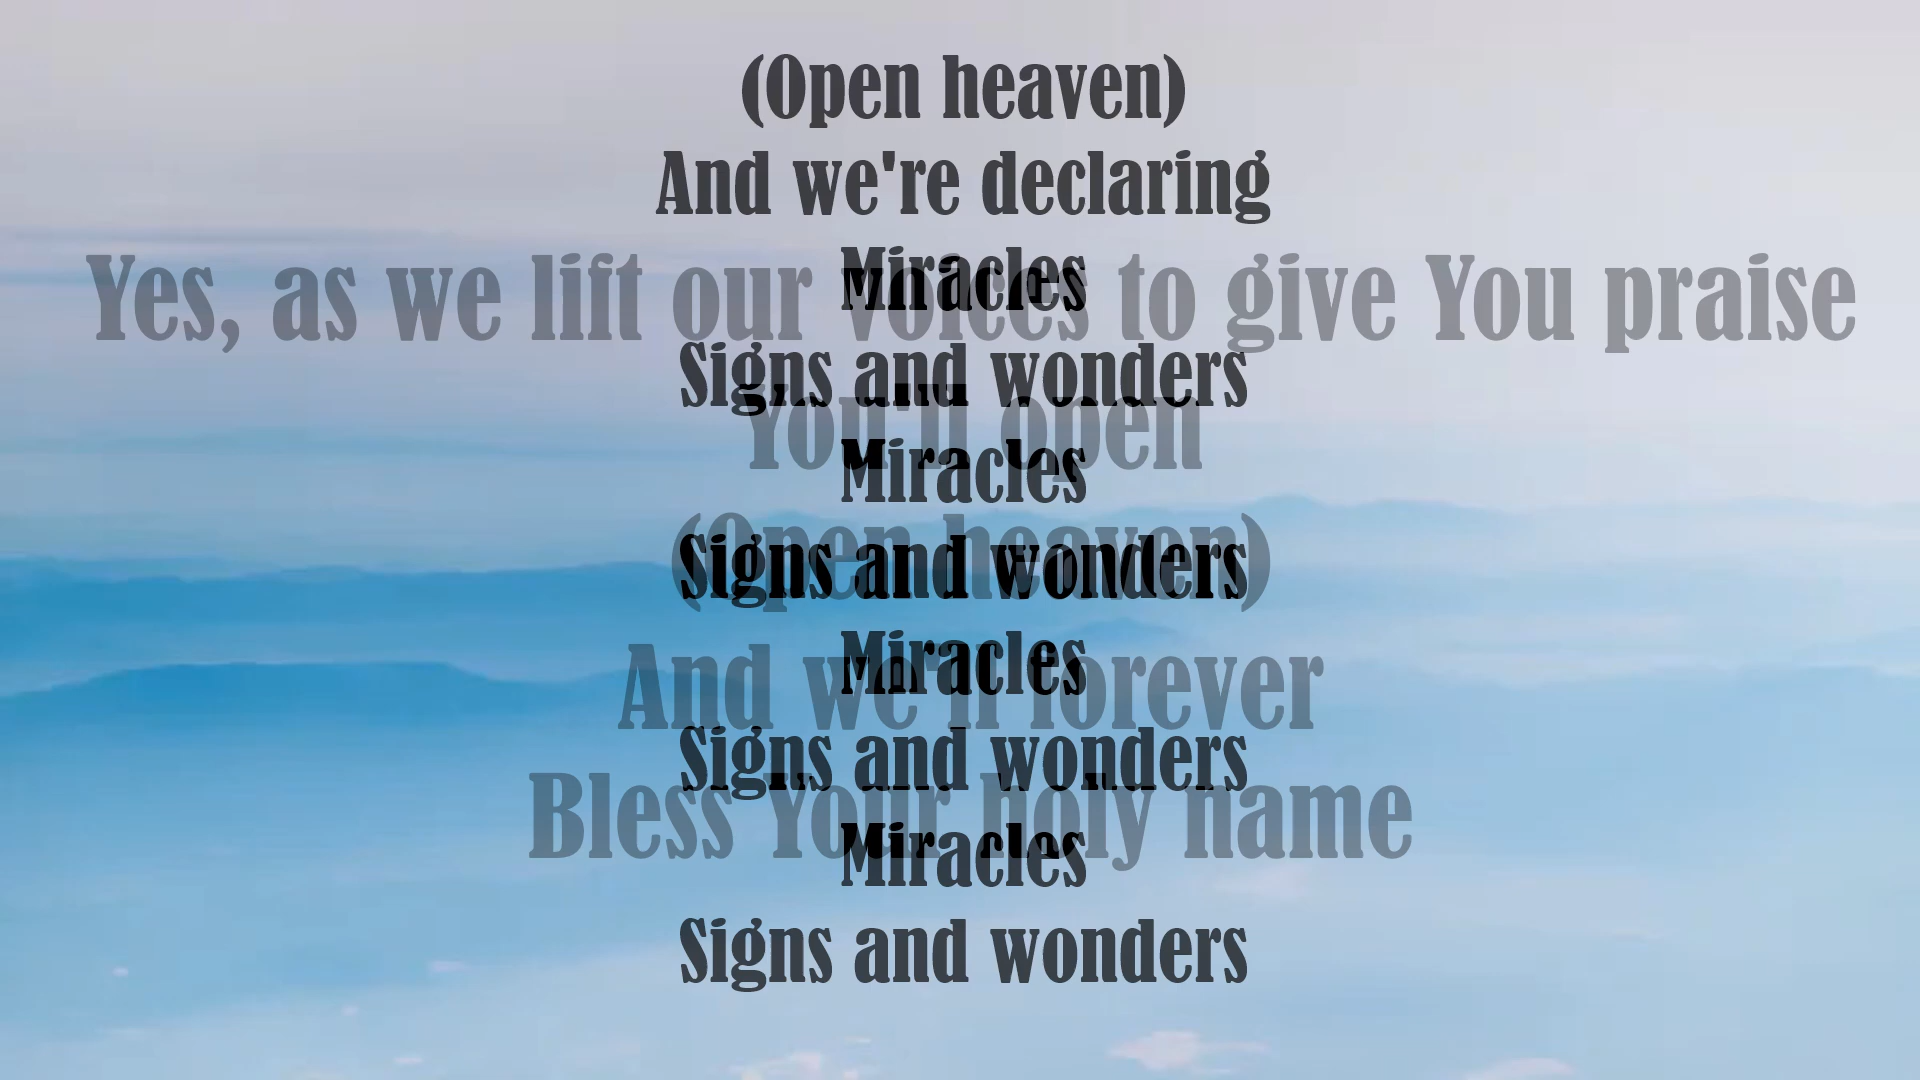 (Open heaven)
And we're declaring
Miracles
Yes, as we lift our voices to give You praise
Signs and wonders
You'll open
Miracles
(Open heaven)
Signs and wonders
Miracles
And we'll forever
Signs and wonders
Bless Your holy name
Miracles
Signs and wonders